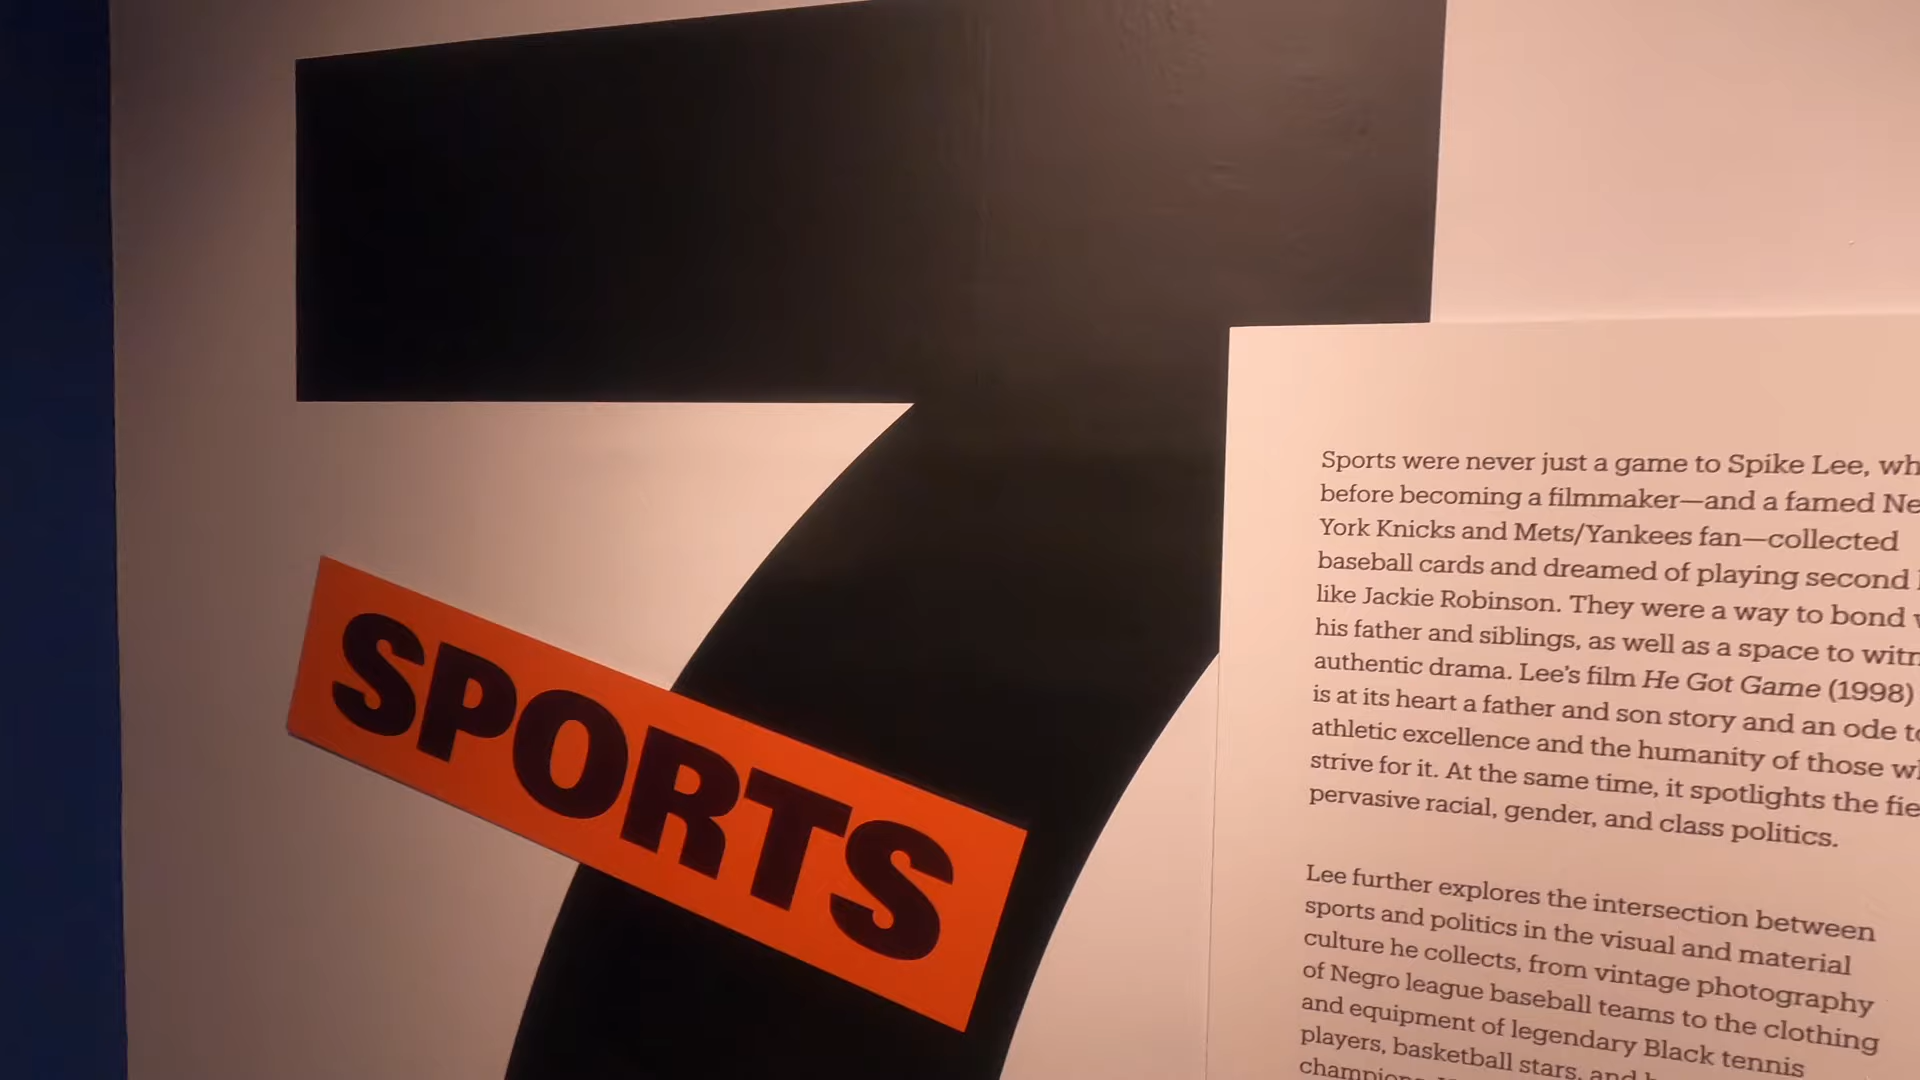 7
SPORTS
Sports were never just a game to Spike Lee,
before becoming a filmmaker—and a famed
York Knicks and Mets/Yankees fan—collected
baseball cards and dreamed of playing second
like Jackie Robinson. They were a way to bond
his father and siblings, as well as a space to
authentic drama. Lee's film He Got Game (1998)
is at its heart a father and son story and an ode
athletic excellence and the humanity of those
strive for it. At the same time, it spotlights the
pervasive racial, gender, and class politics.
Lee further explores the intersection between
sports and politics in the visual and material
culture he collects, from vintage photography
of Negro league baseball teams to the clothing
and equipment of legendary Black tennis
players, basketball stars, and